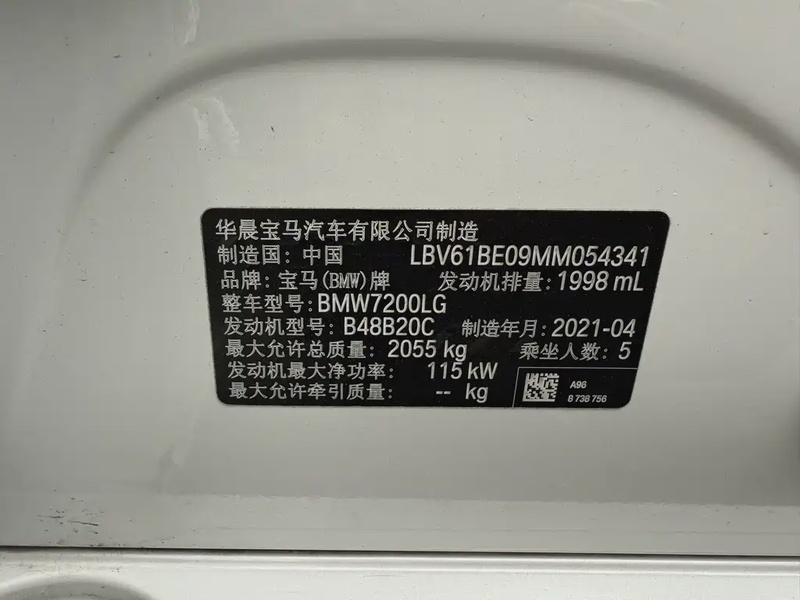 华晨宝马汽车有限公司制造
制造国: 中国 LBV61BE09MM054341
品牌: 宝马(BMW)牌 发动机排量: 1998 mL
整车型号: BMW7200LG
发动机型号: B48B20C 制造年月: 2021-04
最大允许总质量: 2055 kg 乘坐人数: 5
发动机最大净功率: 115 kW
最大允许牵引质量: -- kg
A96
8 738 756